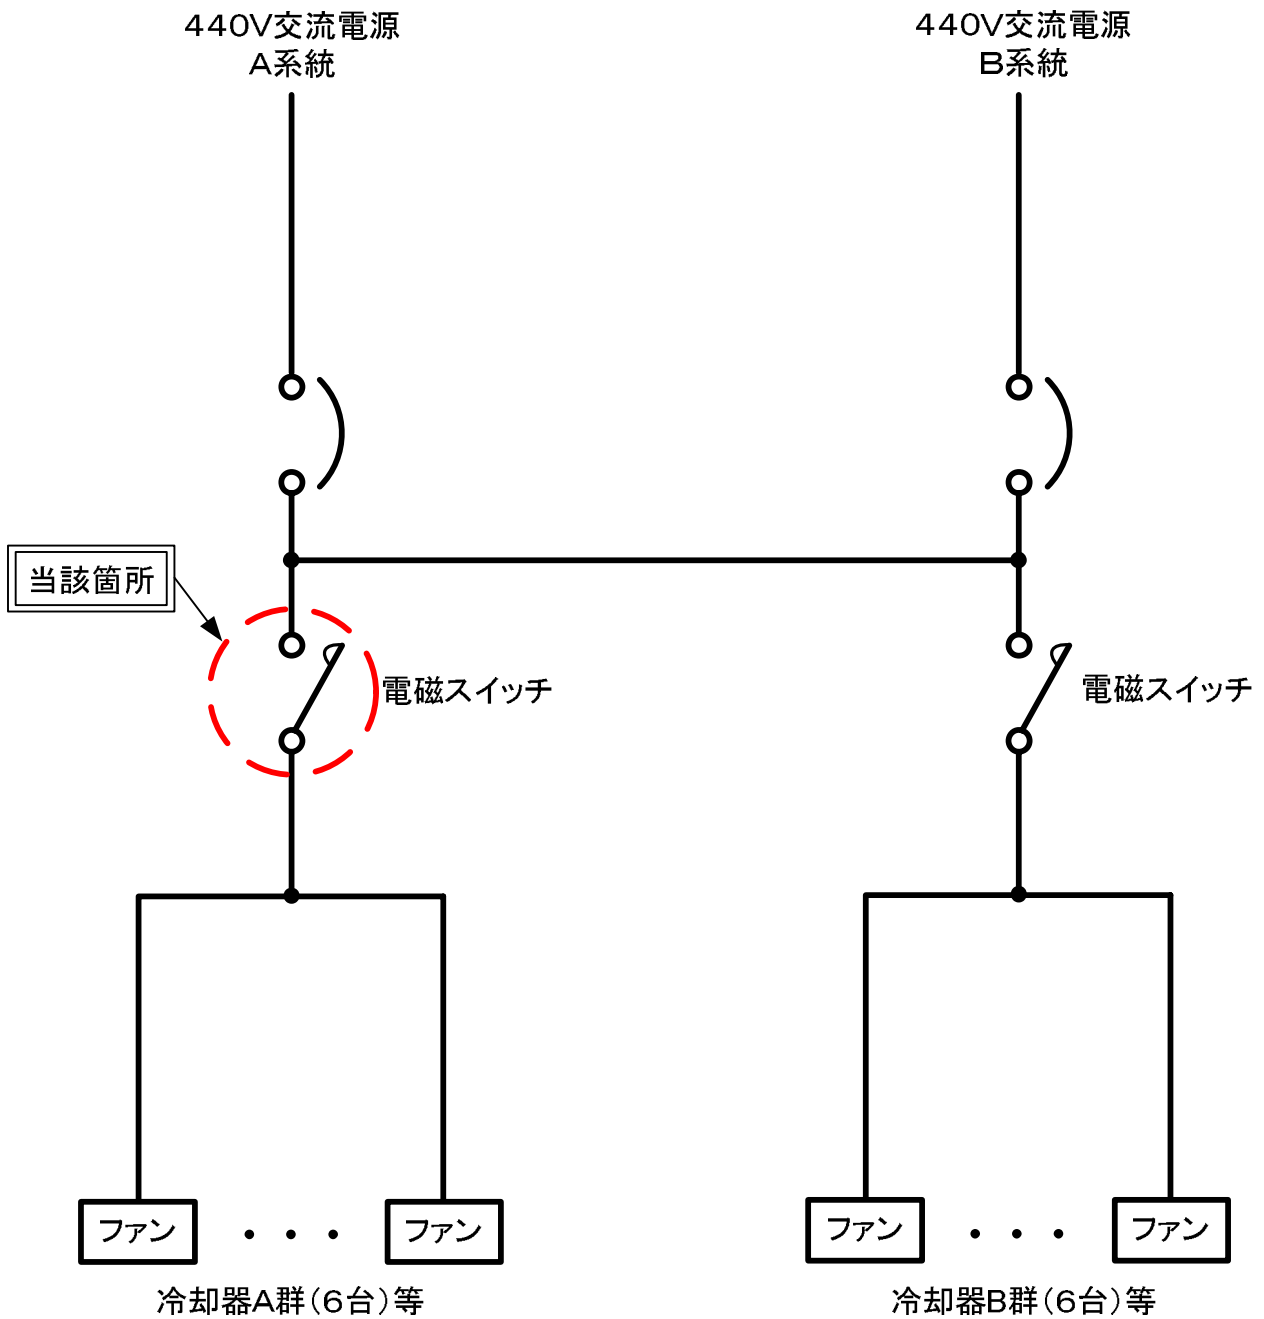 440V交流電源
A系統
440V交流電源
B系統
当該箇所
電磁スイッチ
電磁スイッチ
ファン
ファン
ファン
ファン
冷却器A群(6台)等
冷却器B群(6台)等